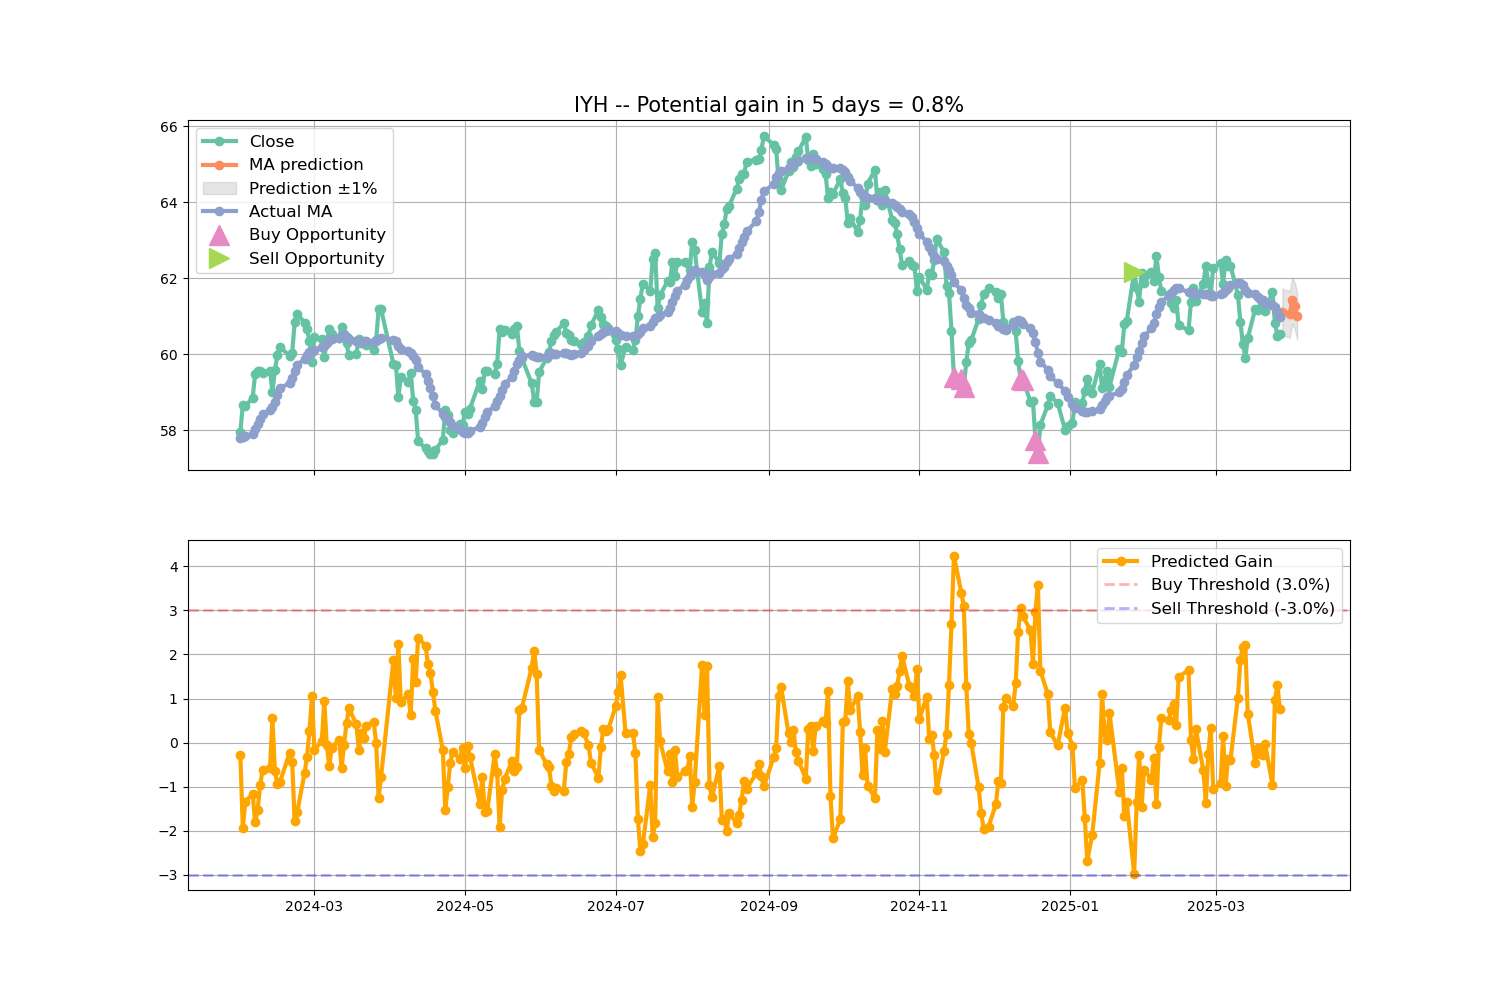 IYH -- Potential gain in 5 days = 0.8%
66
64
62
60
58
Close
MA prediction
Prediction ±1%
Actual MA
Buy Opportunity
Sell Opportunity
4
3
2
1
0
−1
−2
−3
Predicted Gain
Buy Threshold (3.0%)
Sell Threshold (-3.0%)
2024-03 2024-05 2024-07 2024-09 2024-11 2025-01 2025-03